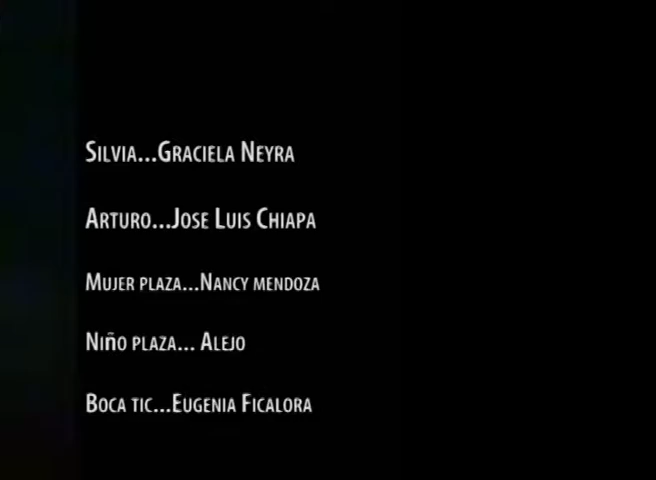 Silvia...Graciela Neyra
Arturo...Jose Luis Chiapa
Mujer plaza...Nancy mendoza
Niño plaza... Alejo
Boca tic...Eugenia Ficalora